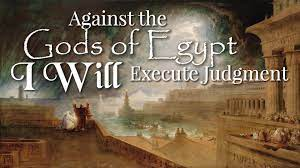 Against the
Gods of Egypt
I Will Execute Judgment